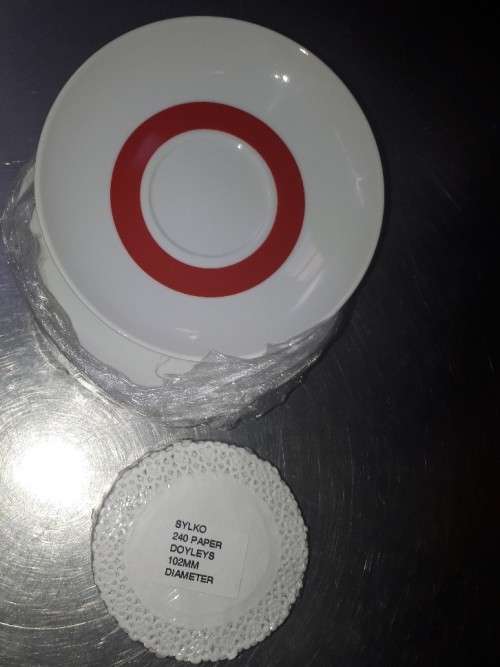 SYLKO
240 PAPER
DOYLEYS
102MM
DIAMETER